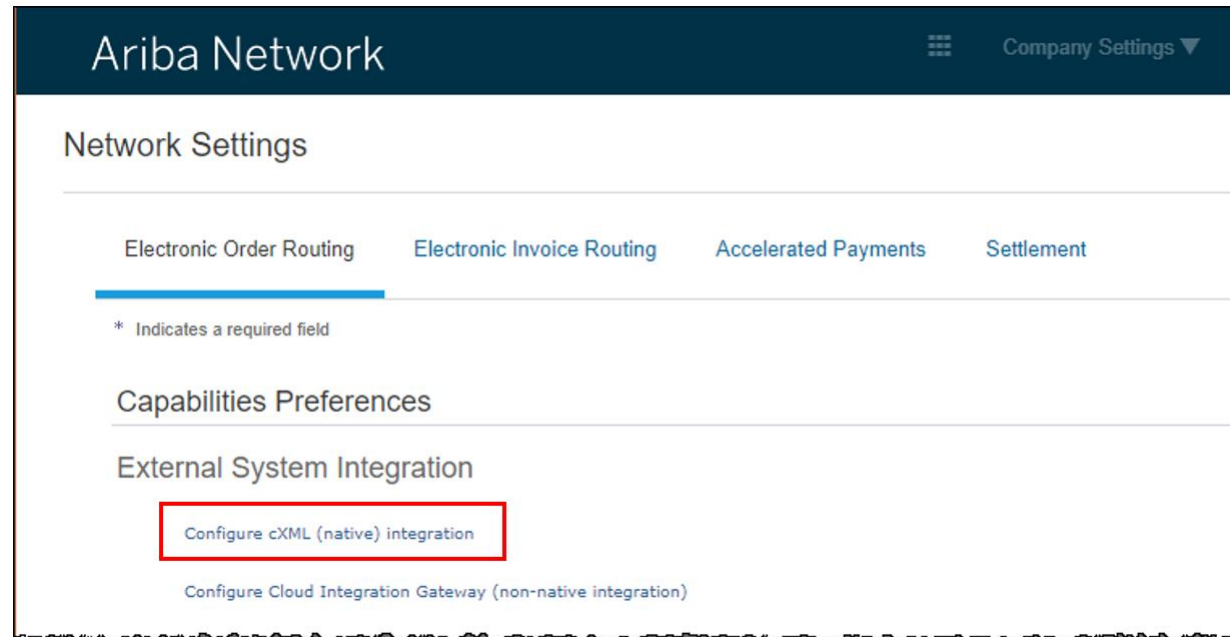 Ariba Network
Company Settings ▼
Network Settings
Electronic Order Routing Electronic Invoice Routing Accelerated Payments Settlement
* Indicates a required field
Capabilities Preferences
External System Integration
Configure cXML (native) integration
Configure Cloud Integration Gateway (non-native integration)